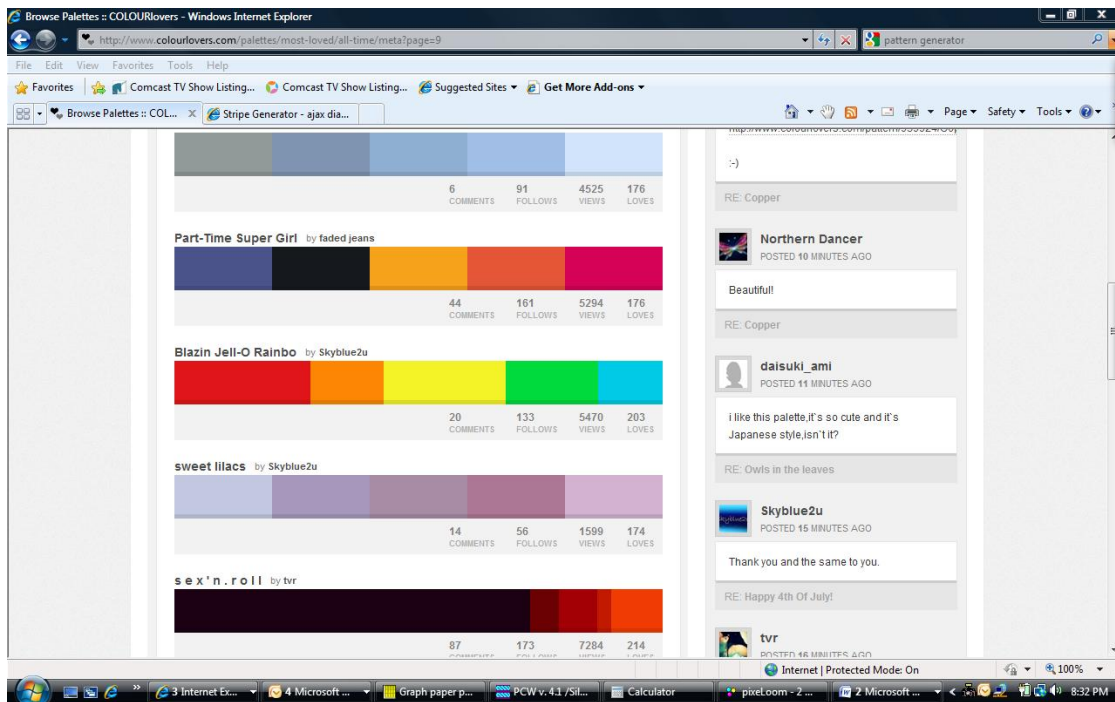 Browse Palettes :: COLOURlovers - Windows Internet Explorer
http://www.colourlovers.com/palettes/most-loved/all-time/meta?page=9
pattern generator
File Edit View Favorites Tools Help
Favorites Comcast TV Show Listing... Comcast TV Show Listing... Suggested Sites Get More Add-ons
Browse Palettes :: COL... X Stripe Generator - ajax dia...
Page Safety Tools
6 91 4525 176
COMMENTS FOLLOWS VIEWS LOVES
Part-Time Super Girl by faded jeans
44 161 5294 176
COMMENTS FOLLOWS VIEWS LOVES
Blazin Jell-O Rainbo by Skyblue2u
20 133 5470 203
COMMENTS FOLLOWS VIEWS LOVES
sweet lilacs by Skyblue2u
14 56 1599 174
COMMENTS FOLLOWS VIEWS LOVES
s e x ' n . r o l l by tvr
87 173 7284 214
COMMENTS FOLLOWS VIEWS LOVES
:-)
RE: Copper
Northern Dancer
POSTED 10 MINUTES AGO
Beautiful!
RE: Copper
daisuki_ami
POSTED 11 MINUTES AGO
i like this palette,it`s so cute and it`s
Japanese style,isn`t it?
RE: Owls in the leaves
Skyblue2u
POSTED 15 MINUTES AGO
Thank you and the same to you.
RE: Happy 4th Of July!
tvr
POSTED 16 MINUTES AGO
Internet | Protected Mode: On
100%
3 Internet Ex... 4 Microsoft ... Graph paper p... PCW v. 4.1 /Sil... Calculator pixeLoom - 2 ... 2 Microsoft ... 8:32 PM